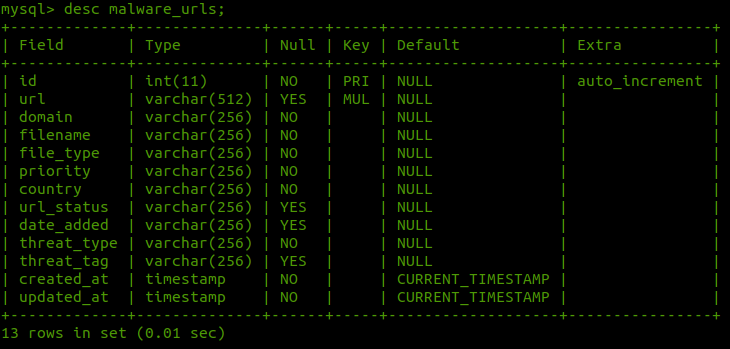 mysql> desc malware_urls;
+-------------+--------------+------+-----+-------------------+----------------+
| Field       | Type         | Null | Key | Default           | Extra          |
+-------------+--------------+------+-----+-------------------+----------------+
| id          | int(11)      | NO   | PRI | NULL              | auto_increment |
| url         | varchar(512) | YES  | MUL | NULL              |                |
| domain      | varchar(256) | NO   |     | NULL              |                |
| filename    | varchar(256) | NO   |     | NULL              |                |
| file_type   | varchar(256) | NO   |     | NULL              |                |
| priority    | varchar(256) | NO   |     | NULL              |                |
| country     | varchar(256) | NO   |     | NULL              |                |
| url_status  | varchar(256) | YES  |     | NULL              |                |
| date_added  | varchar(256) | YES  |     | NULL              |                |
| threat_type | varchar(256) | NO   |     | NULL              |                |
| threat_tag  | varchar(256) | YES  |     | NULL              |                |
| created_at  | timestamp    | NO   |     | CURRENT_TIMESTAMP |                |
| updated_at  | timestamp    | NO   |     | CURRENT_TIMESTAMP |                |
+-------------+--------------+------+-----+-------------------+----------------+
13 rows in set (0.01 sec)